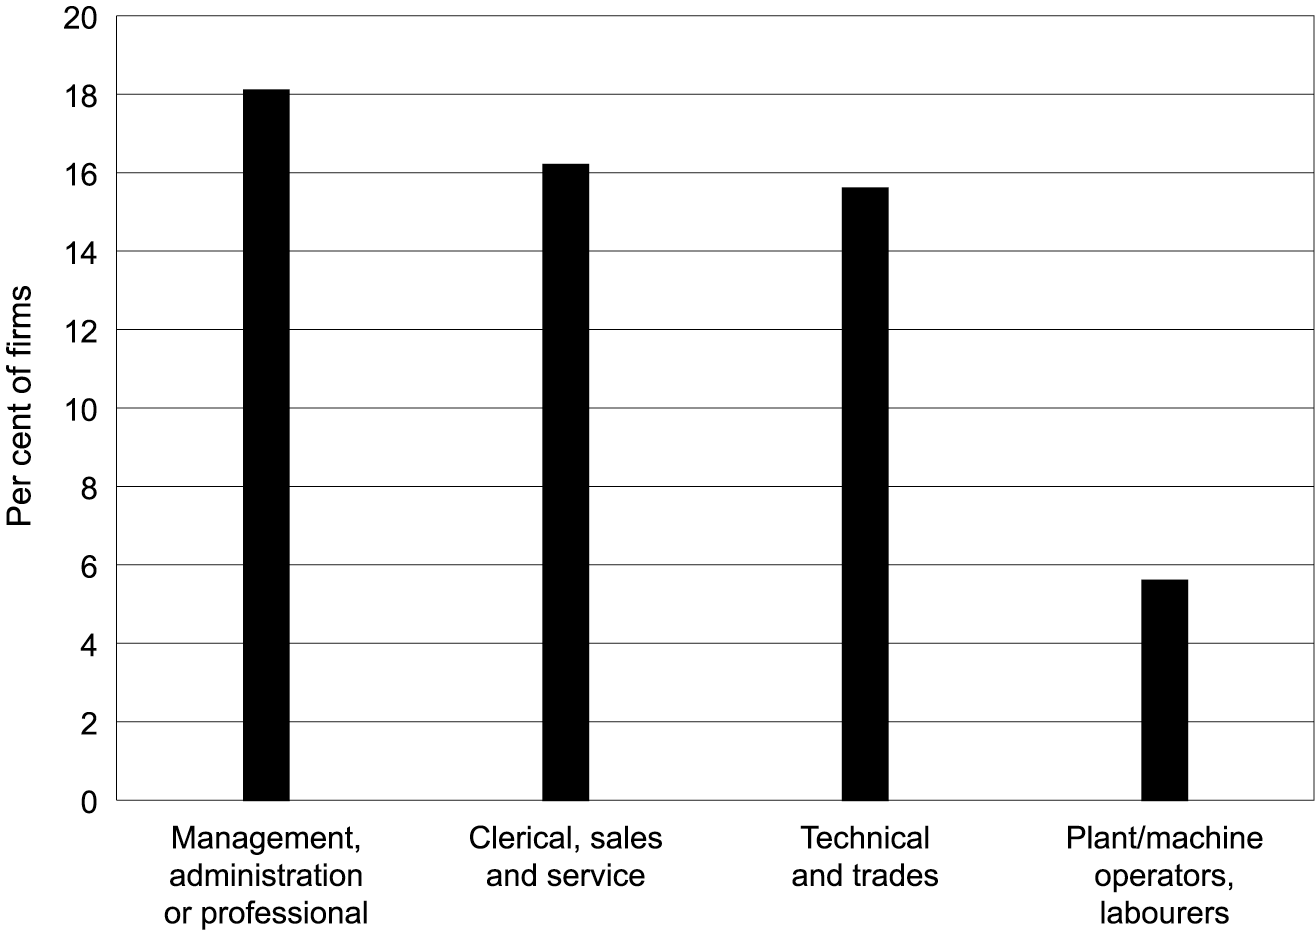 20
18
16
14
12
10
8
6
4
2
0
Per cent of firms
Management,
administration
or professional
Clerical, sales
and service
Technical
and trades
Plant/machine
operators,
labourers